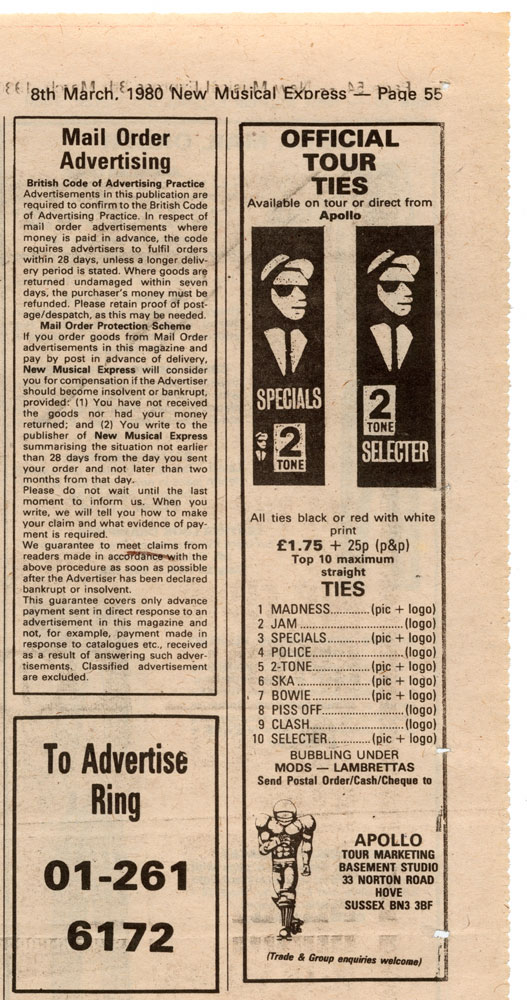 8th March, 1980 New Musical Express — Page 55
Mail Order
Advertising
British Code of Advertising Practice
Advertisements in this publication are
required to confirm to the British Code
of Advertising Practice. In respect of
mail order advertisements where
money is paid in advance, the code
requires advertisers to fulfil orders
within 28 days, unless a longer deliv-
ery period is stated. Where goods are
returned undamaged within seven
days, the purchaser's money must be
refunded. Please retain proof of post-
age/despatch, as this may be needed.
Mail Order Protection Scheme
If you order goods from Mail Order
advertisements in this magazine and
pay by post in advance of delivery,
New Musical Express will consider
you for compensation if the Advertiser
should become insolvent or bankrupt,
provided: (1) You have not received
the goods nor had your money
returned; and (2) You write to the
publisher of New Musical Express
summarising the situation not earlier
than 28 days from the day you sent
your order and not later than two
months from that day.
Please do not wait until the last
moment to inform us. When you
write, we will tell you how to make
your claim and what evidence of pay-
ment is required.
We guarantee to meet claims from
readers made in accordance with the
above procedure as soon as possible
after the Advertiser has been declared
bankrupt or insolvent.
This guarantee covers only advance
payment sent in direct response to an
advertisement in this magazine and
not, for example, payment made in
response to catalogues etc., received
as a result of answering such adver-
tisements. Classified advertisement
are excluded.
To Advertise
Ring
01-261
6172
OFFICIAL
TOUR
TIES
Available on tour or direct from
Apollo
SPECIALS
2
TONE
2
TONE
SELECTER
All ties black or red with white
print
£1.75 + 25p (p&p)
Top 10 maximum
straight
TIES
1 MADNESS............(pic + logo)
2 JAM............(logo)
3 SPECIALS............(pic + logo)
4 POLICE............(logo)
5 2-TONE............(pic + logo)
6 SKA............(pic + logo)
7 BOWIE............(pic + logo)
8 PISS OFF............(logo)
9 CLASH............(logo)
10 SELECTER............(pic + logo)
BUBBLING UNDER
MODS — LAMBRETTAS
Send Postal Order/Cash/Cheque to
APOLLO
TOUR MARKETING
BASEMENT STUDIO
33 NORTON ROAD
HOVE
SUSSEX BN3 3BF
(Trade & Group enquiries welcome)